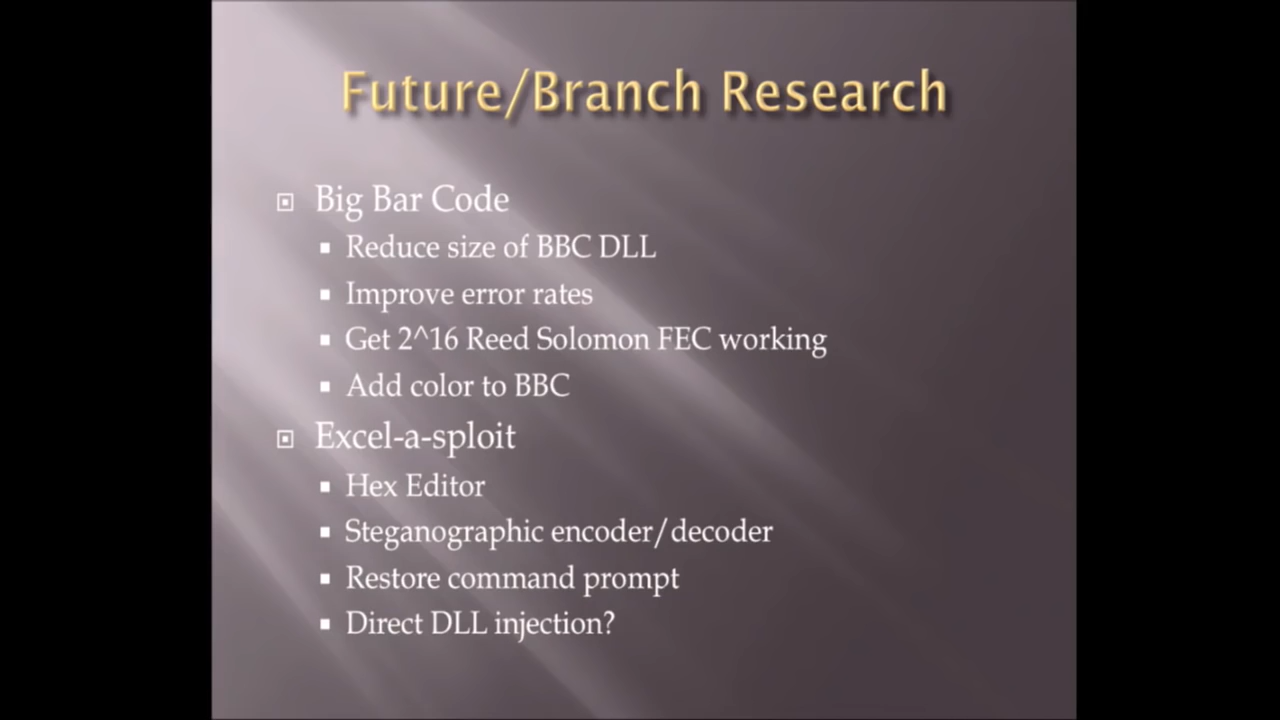 Future/Branch Research
Big Bar Code
Reduce size of BBC DLL
Improve error rates
Get 2^16 Reed Solomon FEC working
Add color to BBC
Excel-a-sploit
Hex Editor
Steganographic encoder/decoder
Restore command prompt
Direct DLL injection?